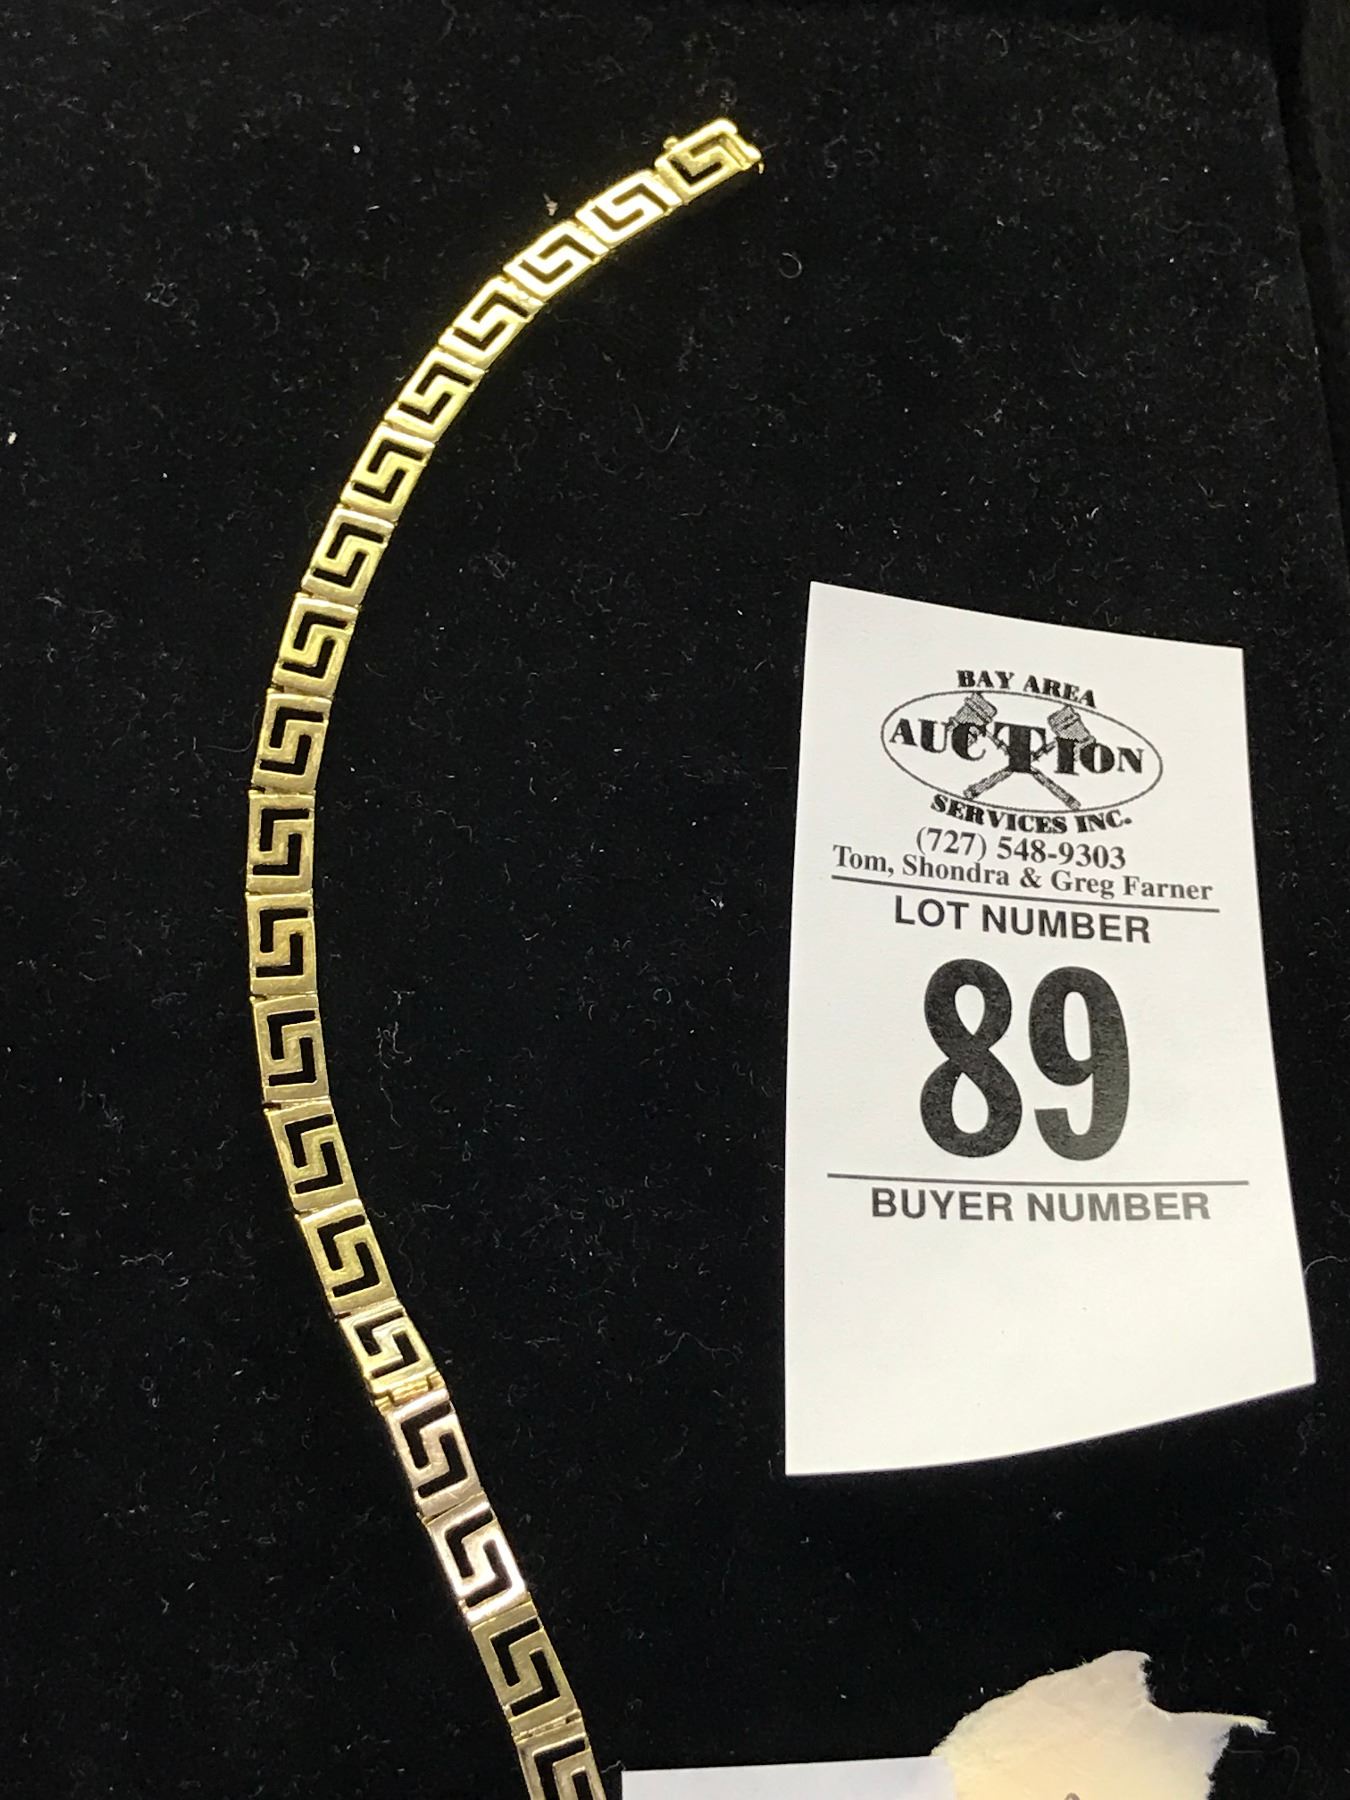 BAY AREA
AUCTION
SERVICES INC.
(727) 548-9303
Tom, Shondra & Greg Farner
LOT NUMBER
89
BUYER NUMBER